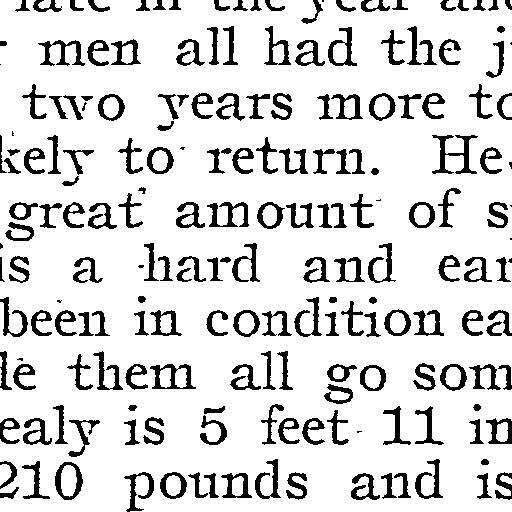 late in the year and
men all had the j
two years more to
kely to return. He
great amount of s
is a hard and ear
been in condition ea
le them all go som
ealy is 5 feet 11 in
210 pounds and is